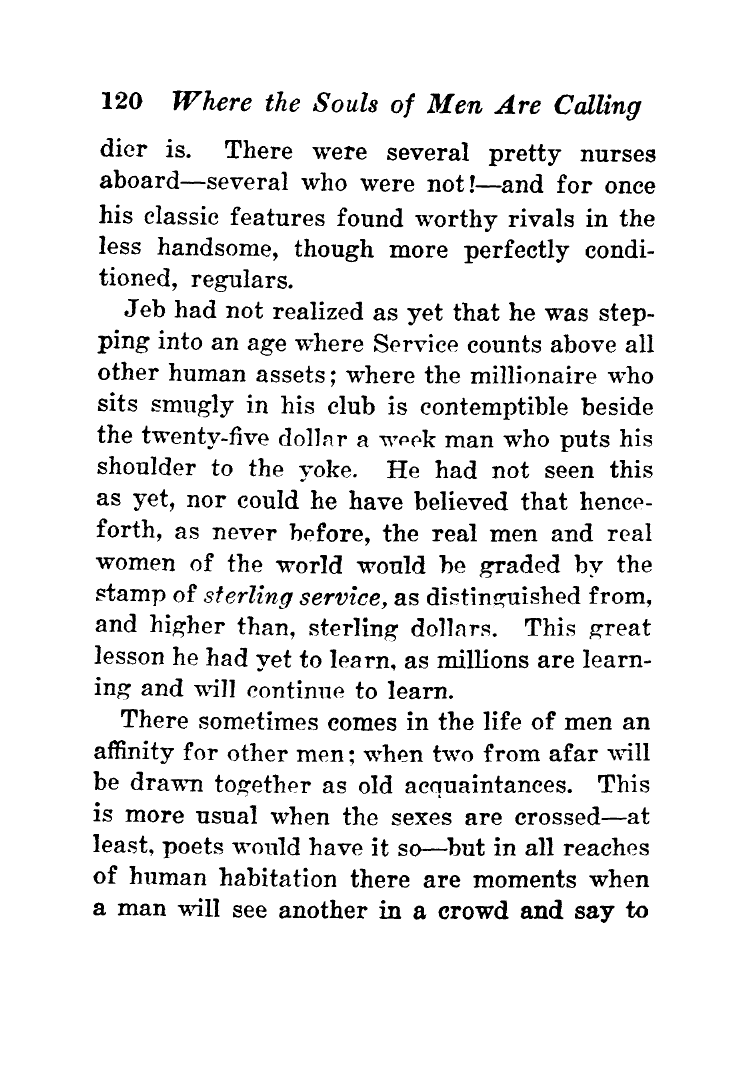 120 Where the Souls of Men Are Calling
dier is. There were several pretty nurses
aboard—several who were not!—and for once
his classic features found worthy rivals in the
less handsome, though more perfectly condi-
tioned, regulars.
Jeb had not realized as yet that he was step-
ping into an age where Service counts above all
other human assets; where the millionaire who
sits smugly in his club is contemptible beside
the twenty-five dollar a week man who puts his
shoulder to the yoke. He had not seen this
as yet, nor could he have believed that hence-
forth, as never before, the real men and real
women of the world would be graded by the
stamp of sterling service, as distinguished from,
and higher than, sterling dollars. This great
lesson he had yet to learn, as millions are learn-
ing and will continue to learn.
There sometimes comes in the life of men an
affinity for other men; when two from afar will
be drawn together as old acquaintances. This
is more usual when the sexes are crossed—at
least, poets would have it so—but in all reaches
of human habitation there are moments when
a man will see another in a crowd and say to